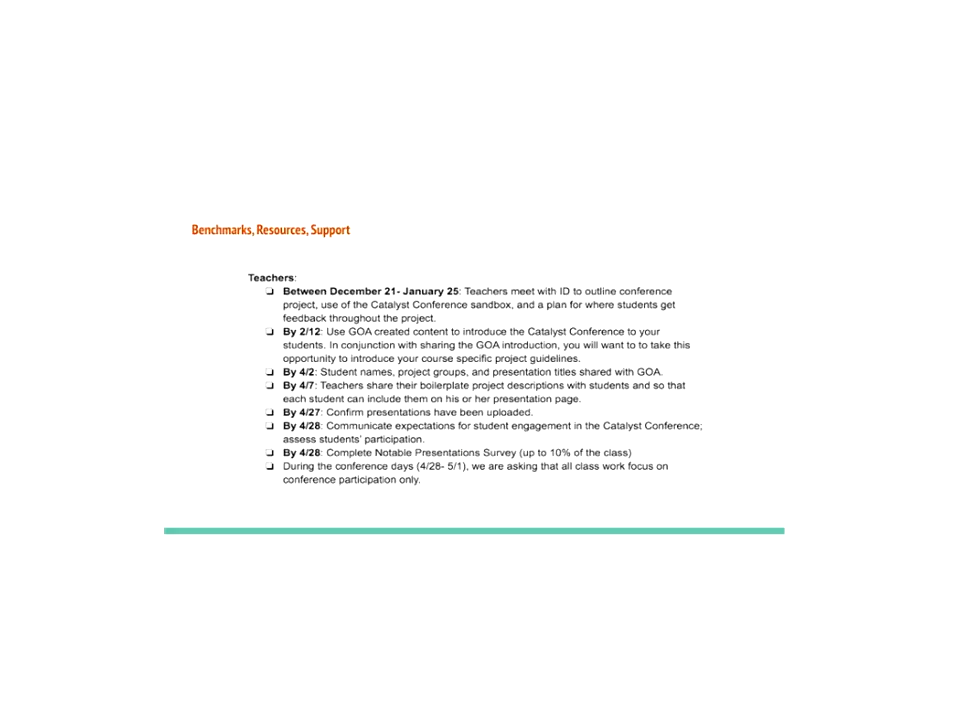 Benchmarks, Resources, Support
Teachers:
❏ Between December 21- January 25: Teachers meet with ID to outline conference
project, use of the Catalyst Conference sandbox, and a plan for where students get
feedback throughout the project.
❏ By 2/12: Use GOA created content to introduce the Catalyst Conference to your
students. In conjunction with sharing the GOA introduction, you will want to to take this
opportunity to introduce your course specific project guidelines.
❏ By 4/2: Student names, project groups, and presentation titles shared with GOA.
❏ By 4/7: Teachers share their boilerplate project descriptions with students and so that
each student can include them on his or her presentation page.
❏ By 4/27: Confirm presentations have been uploaded.
❏ By 4/28: Communicate expectations for student engagement in the Catalyst Conference;
assess students' participation.
❏ By 4/28: Complete Notable Presentations Survey (up to 10% of the class)
❏ During the conference days (4/28- 5/1), we are asking that all class work focus on
conference participation only.